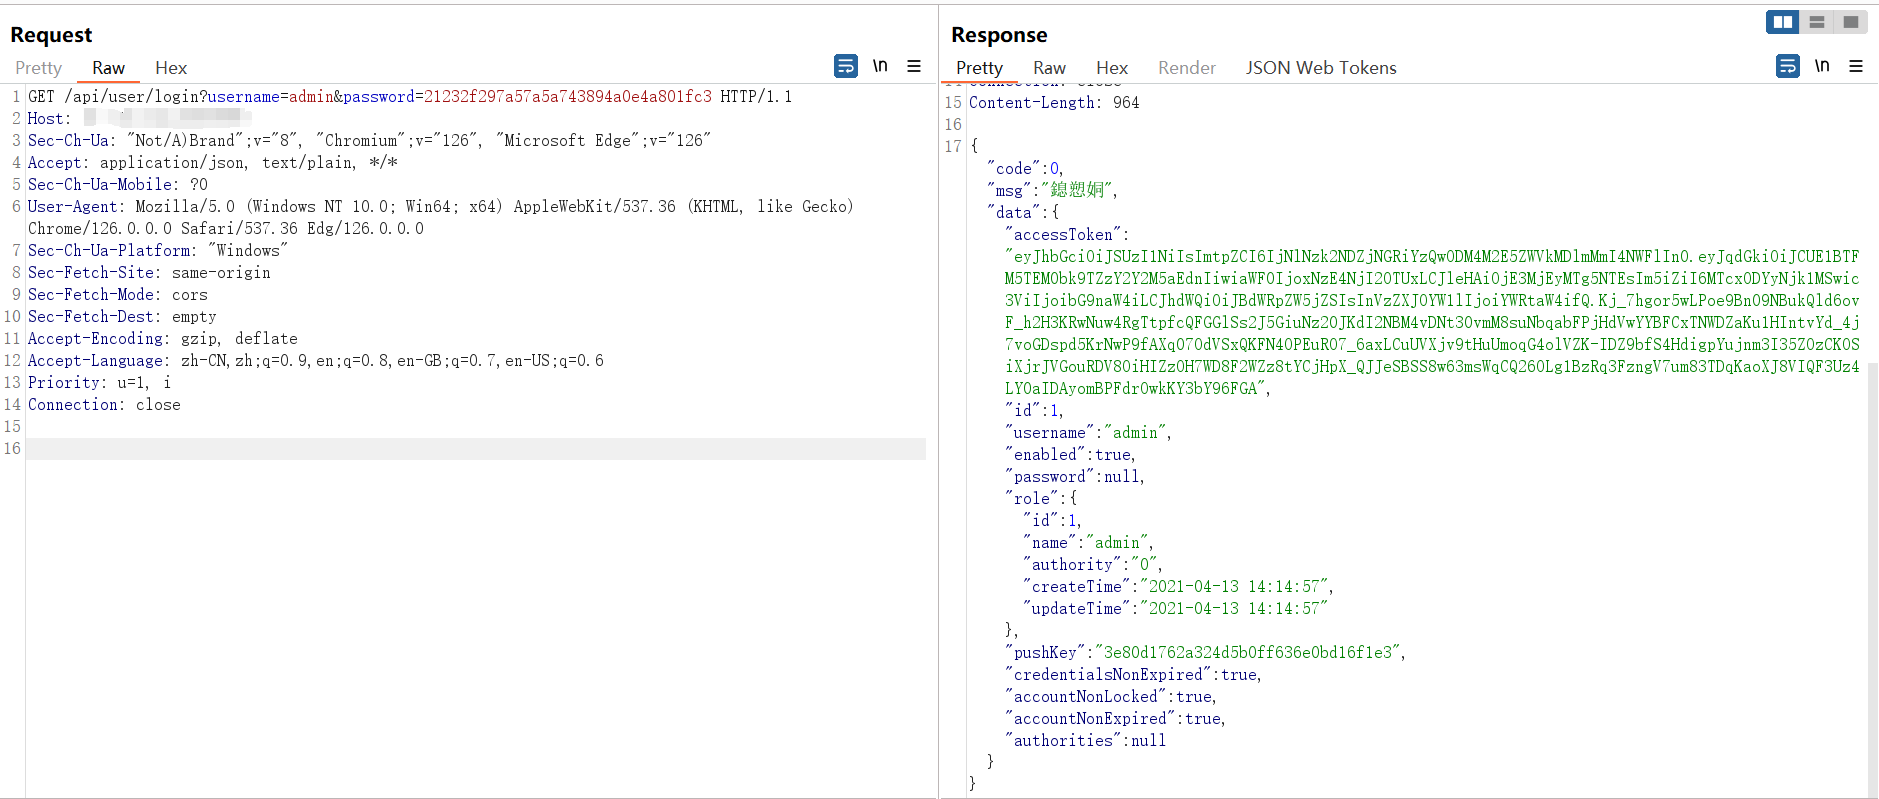 Request
Pretty Raw Hex
\n
1 GET /api/user/login?username=admin&password=21232f297a57a5a743894a0e4a801fc3 HTTP/1.1
2 Host:
3 Sec-Ch-Ua: "Not/A)Brand";v="8", "Chromium";v="126", "Microsoft Edge";v="126"
4 Accept: application/json, text/plain, */*
5 Sec-Ch-Ua-Mobile: ?0
6 User-Agent: Mozilla/5.0 (Windows NT 10.0; Win64; x64) AppleWebKit/537.36 (KHTML, like Gecko)
Chrome/126.0.0.0 Safari/537.36 Edg/126.0.0.0
7 Sec-Ch-Ua-Platform: "Windows"
8 Sec-Fetch-Site: same-origin
9 Sec-Fetch-Mode: cors
10 Sec-Fetch-Dest: empty
11 Accept-Encoding: gzip, deflate
12 Accept-Language: zh-CN,zh;q=0.9,en;q=0.8,en-GB;q=0.7,en-US;q=0.6
13 Priority: u=1, i
14 Connection: close
15
16
Response
Pretty Raw Hex Render JSON Web Tokens
\n
15 Content-Length: 964
16
17 {
"code":0,
"msg":"鎴愬姛",
"data":{
"accessToken":
"eyJhbGciOiJSUzI1NiIsImtpZCI6IjNlNzk2NDZjNGRiYzQwODM4M2E5ZWVkMDlmMmI4NWFlIn0.eyJqdGkiOiJCUE1BTF
M5TEM0bk9TZzY2Y2M5aEdnIiwiaWF0IjoxNzE4NjI2OTUxLCJleHAiOjE3MjEyMTg5NTEsIm5iZiI6MTcxODYyNjk1MSwic
3ViIjoibG9naW4iLCJhdWQiOiJBdWRpZW5jZSIsInVzZXJOYW1lIjoiYWRtaW4ifQ.Kj_7hgor5wLPoe9Bn09NBukQld6ov
F_h2H3KRwNuw4RgTtpfcQFGGlSs2J5GiuNz20JKdI2NBM4vDNt30vmM8suNbqabFPjHdVwYYBFCxTNWDZaKu1HIntvYd_4j
7voGDspd5KrNwP9fAXqO7OdVSxQKFN40PEuR07_6axLCuUVXjv9tHuUmoqG4olVZK-IDZ9bfS4HdigpYujnm3I35Z0zCK0S
iXjrJVGouRDV80iHIZz0H7WD8F2WZz8tYCjHpX_QJJeSBSS8w63msWqCQ260Lg1BzRq3FzngV7um83TDqKaoXJ8VIQF3Uz4
LY0aIDAyomBPFdr0wkKY3bY96FGA",
"id":1,
"username":"admin",
"enabled":true,
"password":null,
"role":{
"id":1,
"name":"admin",
"authority":"0",
"createTime":"2021-04-13 14:14:57",
"updateTime":"2021-04-13 14:14:57"
},
"pushKey":"3e80d1762a324d5b0ff636e0bd16f1e3",
"credentialsNonExpired":true,
"accountNonLocked":true,
"accountNonExpired":true,
"authorities":null
}
}